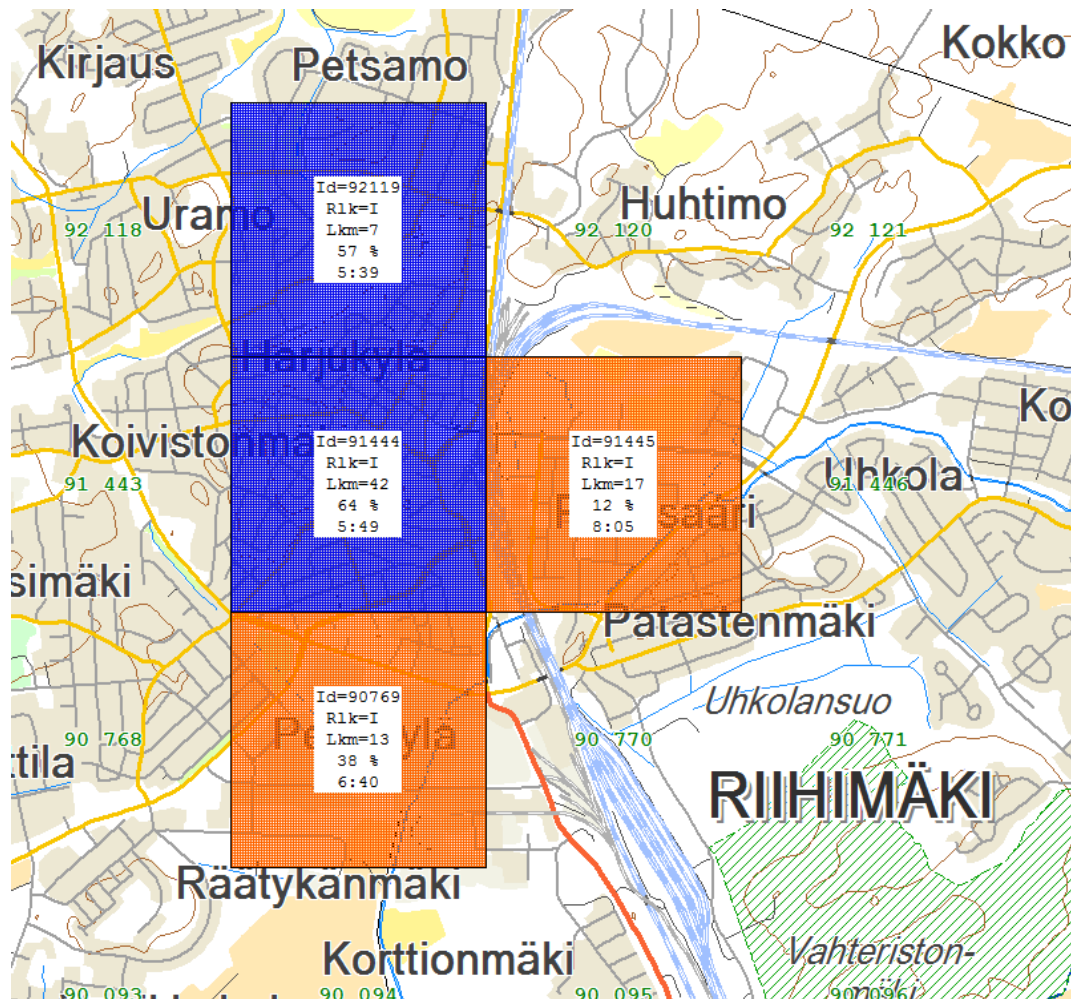 Kokko
Kirjaus
Petsamo
Id=92119
Rlk=I
Lkm=7
57 %
5:39
Uramo
Huhtimo
92 118
92 120
92 121
Harjukylä
Id=91444
Rlk=I
Lkm=42
64 %
5:49
Id=91445
Rlk=I
Lkm=17
12 %
8:05
Uhkola
91 443
91 446
simäki
Patastenmäki
Uhkolansuo
Id=90769
Rlk=I
Lkm=13
38 %
6:40
90 768
90 770
90 771
ttila
RIIHIMÄKI
Räätykänmäki
Korttionmäki
Vahteriston-
mäki
90 093
90 094
90 095
90 096